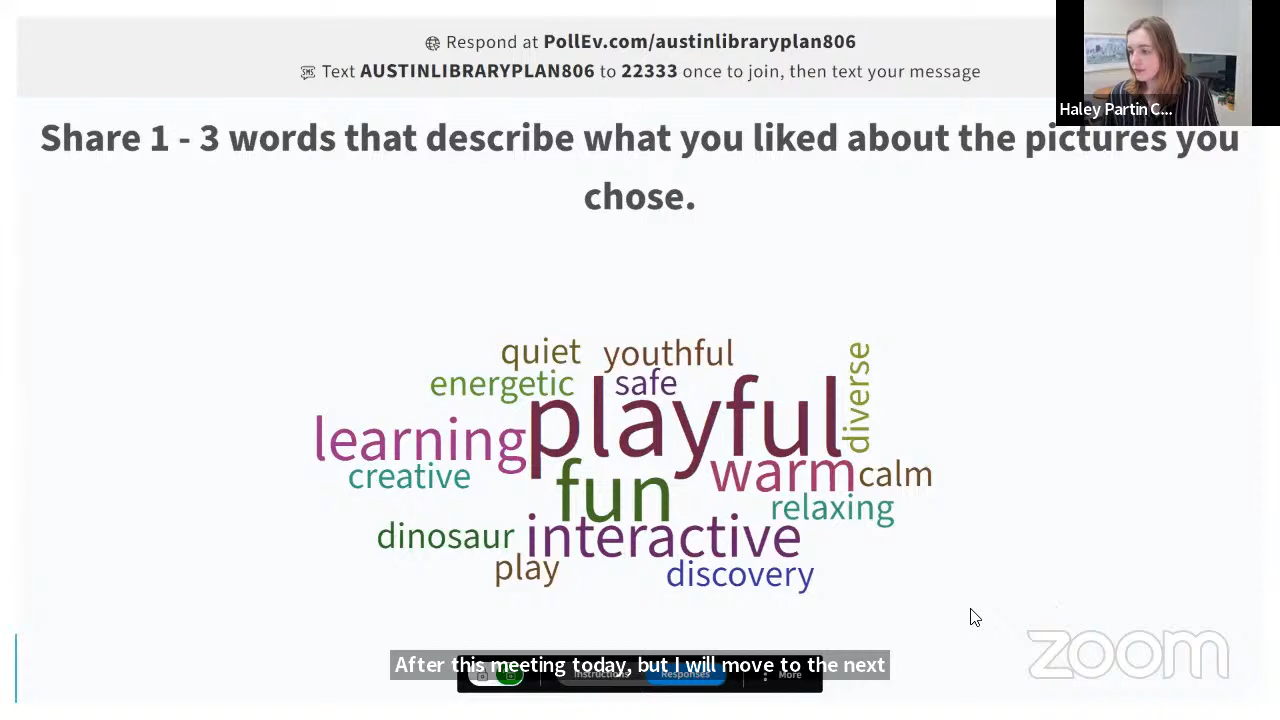 Respond at PollEv.com/austinlibraryplan806
Text AUSTINLIBRARYPLAN806 to 22333 once to join, then text your message
Haley Partin C...
Share 1 - 3 words that describe what you liked about the pictures you
chose.
quiet youthful
diverse
energetic safe
playful
learning
warm calm
creative
fun
relaxing
dinosaur interactive
play
discovery
zoom
After this meeting today, but I will move to the next
Instructions
Responses
More